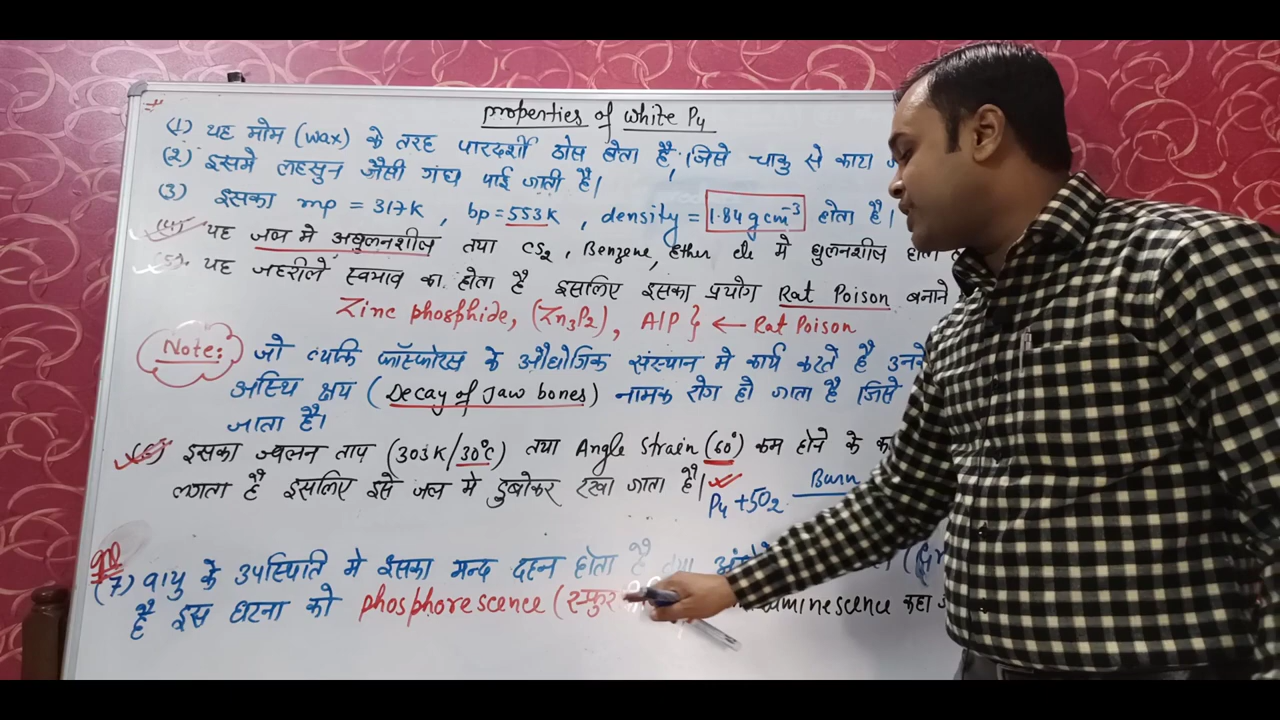 properties of white P4
(1) यह मोम (wax) के तरह पारदर्शी ठोस होता है, जिसे चाकु से काटा
(2) इसमे लहसुन जैसी गंध पाई जाती है।
(3) इसका mp = 317K, bp = 553K, density = 1.84 g cm⁻³ होता है।
(4) यह जल मे अघुलनशील तथा CS2, Benzene, Ether etc मे घुलनशील
(5) यह जहरीले स्वभाव का होता है इसलिए इसका प्रयोग Rat Poison बनाने
Zinc phosphide, (Zn3P2), AlP} ← Rat Poison
Note: जो व्यक्ति फॉस्फोरस के औद्योगिक संस्थान मे कार्य करते है
अस्थि क्षय (Decay of Jaw bones) नामक रोग हो जाता है जिसे
जाता है।
(6) इसका ज्वलन ताप (303K/30°C) तथा Angle strain (60°) कम होने के
लगता है इसलिए इसे जल मे डुबोकर रखा जाता है।
P4 + 5O2 Burn
(7) वायु के उपस्थिति मे इसका मन्द दहन होता है तथा
है इस घटना को phosphorescence (स्फुर uminescence कहा